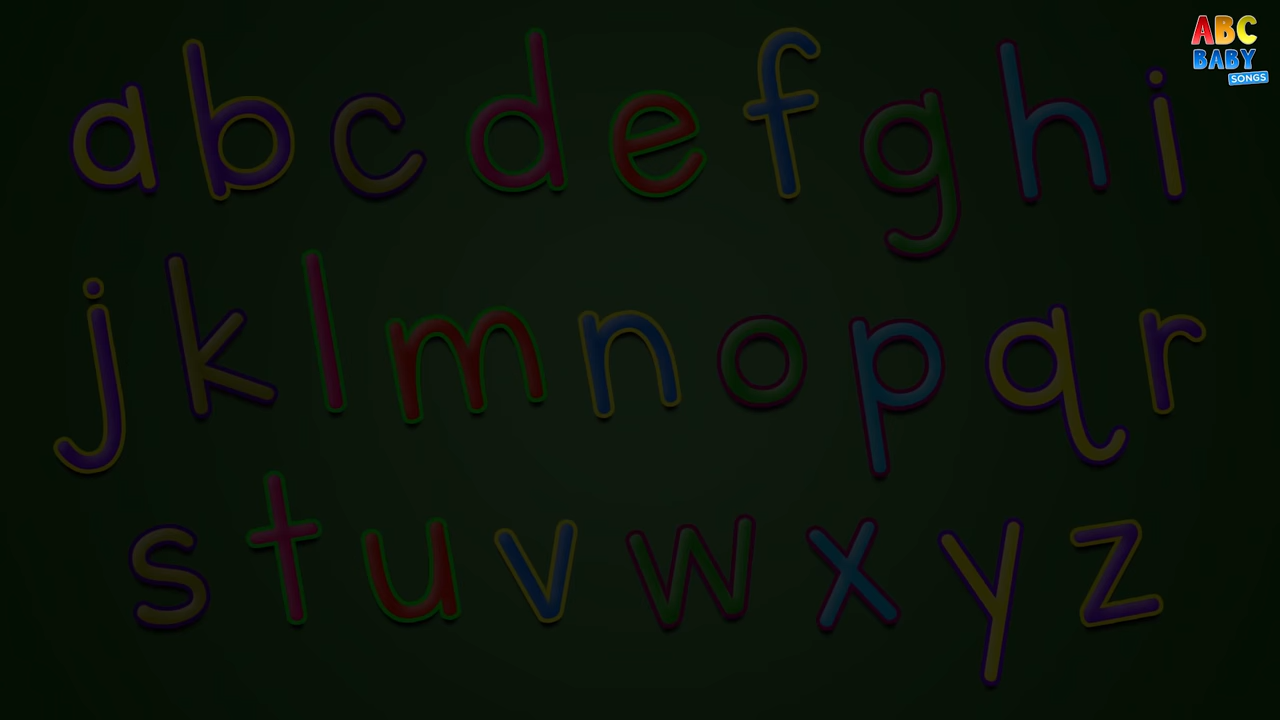 ABC
BABY
SONGS
a b c d e f g h i
j k l m n o p q r
s t u v w x y z